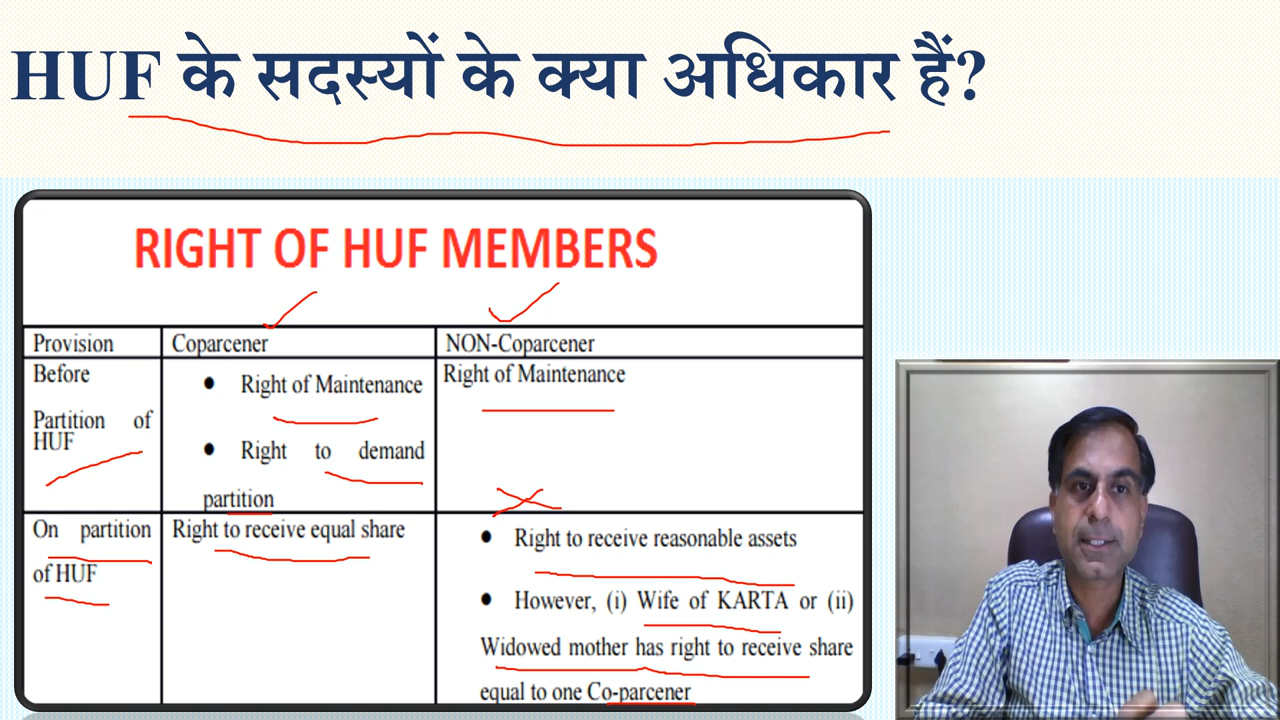 HUF के सदस्यों के क्या अधिकार हैं?
RIGHT OF HUF MEMBERS
Provision
Coparcener
NON-Coparcener
Before
Partition of
HUF
● Right of Maintenance
● Right to demand
partition
Right of Maintenance
On partition
of HUF
Right to receive equal share
● Right to receive reasonable assets
● However, (i) Wife of KARTA or (ii)
Widowed mother has right to receive share
equal to one Co-parcener